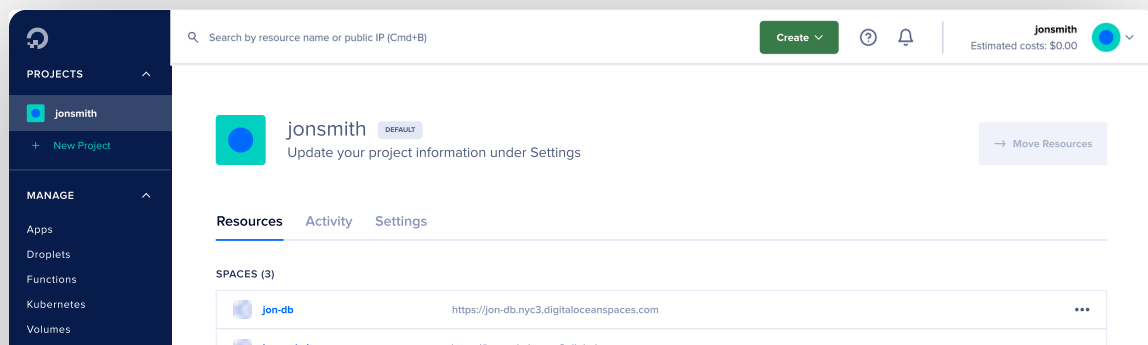 Search by resource name or public IP (Cmd+B)
Create
jonsmith
Estimated costs: $0.00
PROJECTS
jonsmith
+ New Project
MANAGE
Apps
Droplets
Functions
Kubernetes
Volumes
jonsmith DEFAULT
Update your project information under Settings
→ Move Resources
Resources Activity Settings
SPACES (3)
jon-db https://jon-db.nyc3.digitaloceanspaces.com